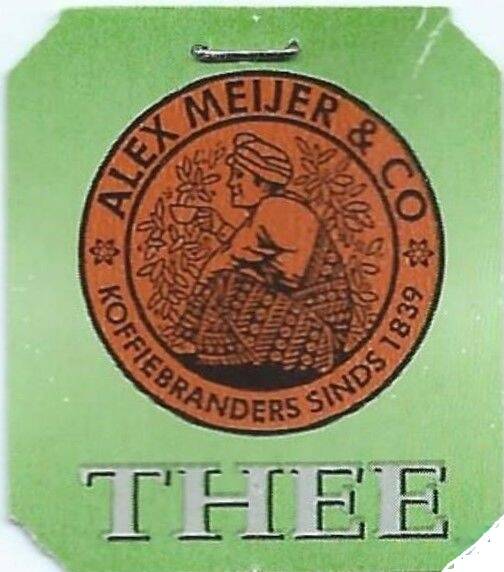 ALEX MEIJER & CO
KOFFIEBRANDERS SINDS 1839
THEE